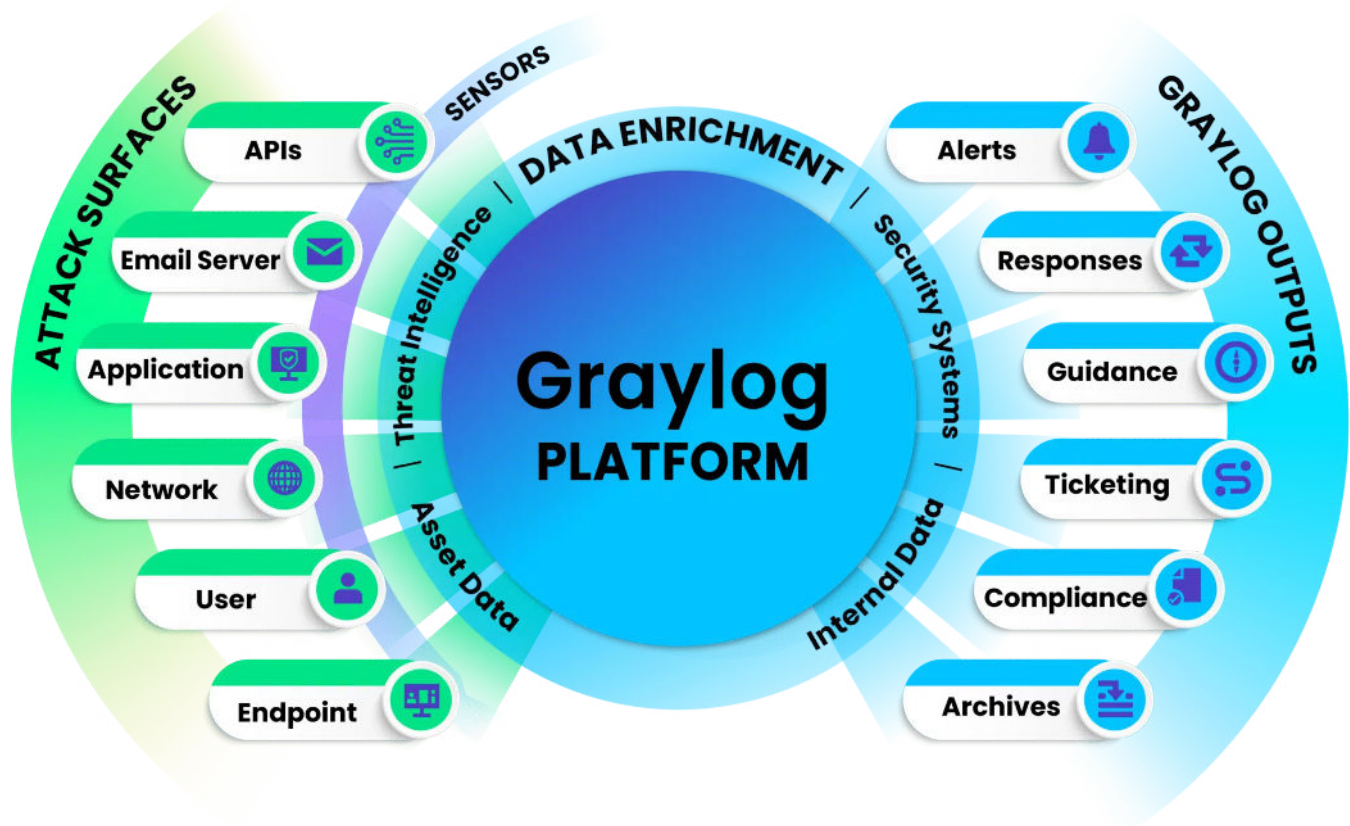 ATTACK SURFACES
APIs
Email Server
Application
Network
User
Endpoint
SENSORS
DATA ENRICHMENT
Threat Intelligence
Asset Data
Security Systems
Internal Data
Graylog
PLATFORM
Alerts
Responses
Guidance
Ticketing
Compliance
Archives
GRAYLOG OUTPUTS